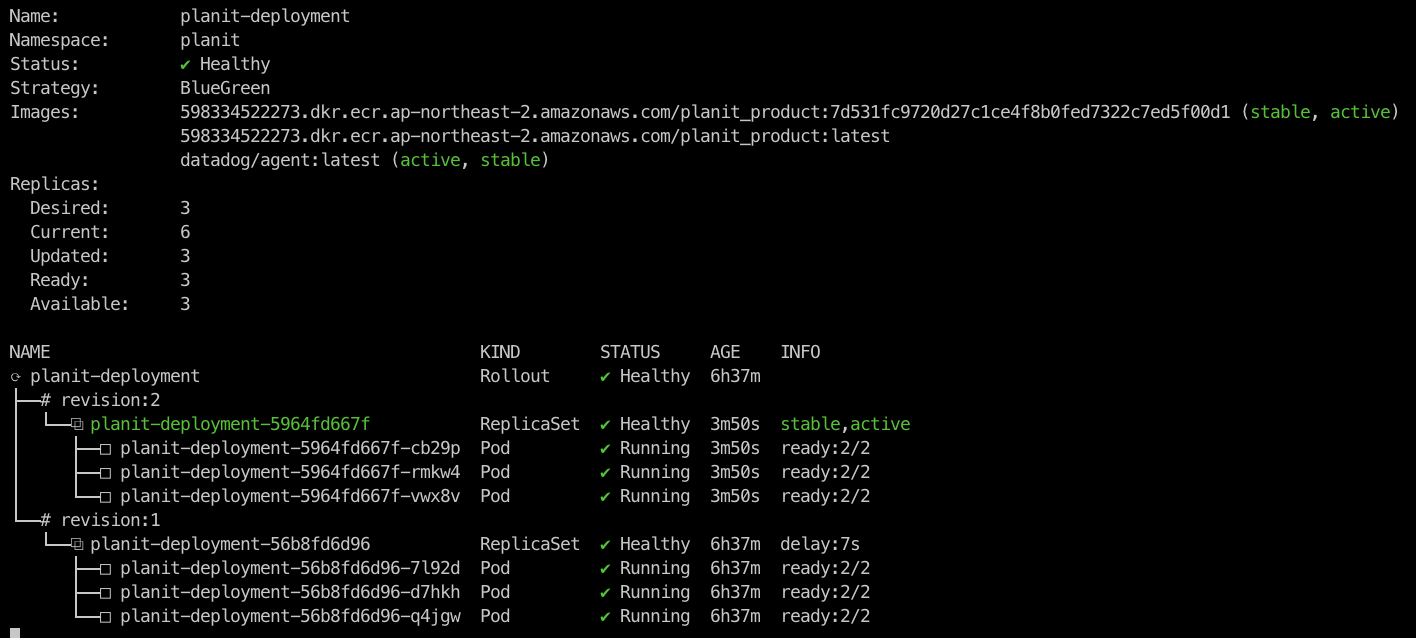 Name:            planit-deployment
Namespace:       planit
Status:          ✔ Healthy
Strategy:        BlueGreen
Images:          598334522273.dkr.ecr.ap-northeast-2.amazonaws.com/planit_product:7d531fc9720d27c1ce4f8b0fed7322c7ed5f00d1 (stable, active)
                 598334522273.dkr.ecr.ap-northeast-2.amazonaws.com/planit_product:latest
                 datadog/agent:latest (active, stable)
Replicas:
  Desired:       3
  Current:       6
  Updated:       3
  Ready:         3
  Available:     3

NAME                                           KIND        STATUS     AGE    INFO
⟳ planit-deployment                            Rollout     ✔ Healthy  6h37m
├──# revision:2
│  └──⧉ planit-deployment-5964fd667f           ReplicaSet  ✔ Healthy  3m50s  stable,active
│     ├──□ planit-deployment-5964fd667f-cb29p  Pod         ✔ Running  3m50s  ready:2/2
│     ├──□ planit-deployment-5964fd667f-rmkw4  Pod         ✔ Running  3m50s  ready:2/2
│     └──□ planit-deployment-5964fd667f-vwx8v  Pod         ✔ Running  3m50s  ready:2/2
└──# revision:1
   └──⧉ planit-deployment-56b8fd6d96           ReplicaSet  ✔ Healthy  6h37m  delay:7s
      ├──□ planit-deployment-56b8fd6d96-7l92d  Pod         ✔ Running  6h37m  ready:2/2
      ├──□ planit-deployment-56b8fd6d96-d7hkh  Pod         ✔ Running  6h37m  ready:2/2
      └──□ planit-deployment-56b8fd6d96-q4jgw  Pod         ✔ Running  6h37m  ready:2/2